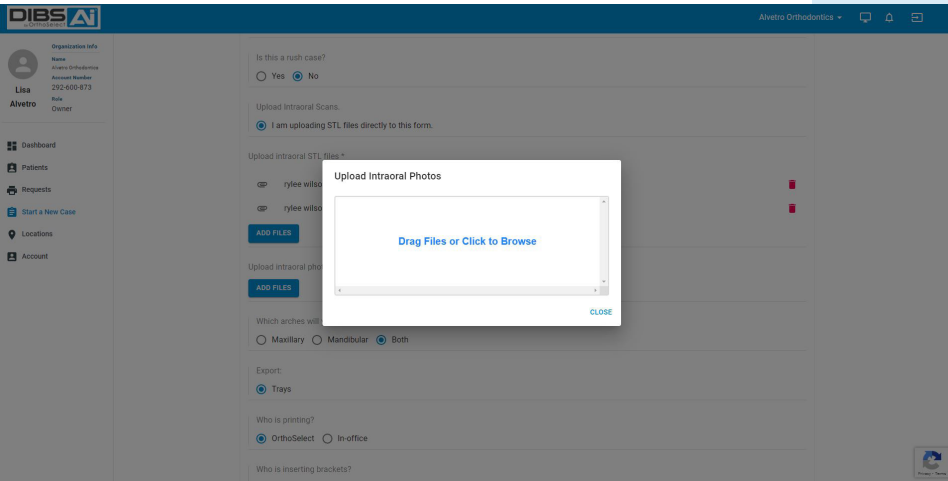 DIBS Ai
by OrthoSelect
Alvetro Orthodontics
Organization Info
Name
Alvetro Orthodontics
Account Number
292-600-873
Role
Owner
Lisa
Alvetro
Dashboard
Patients
Requests
Start a New Case
Locations
Account
Is this a rush case?
Yes No
Upload Intraoral Scans.
I am uploading STL files directly to this form.
Upload intraoral STL files *
rylee wilso
rylee wilso
ADD FILES
Upload intraoral pho
ADD FILES
Upload Intraoral Photos
Drag Files or Click to Browse
CLOSE
Which arches will
Maxillary Mandibular Both
Export:
Trays
Who is printing?
OrthoSelect In-office
Who is inserting brackets?
Privacy - Terms